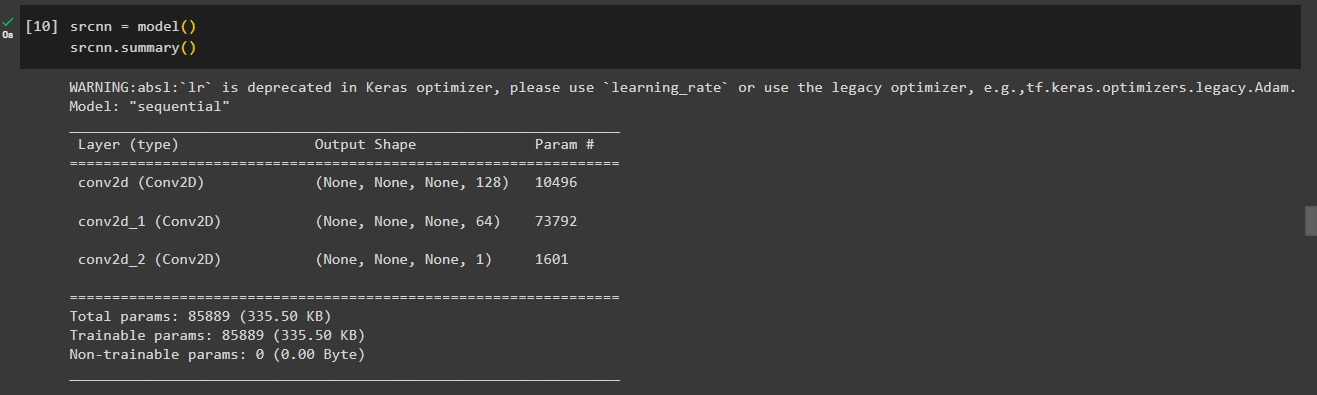 [10] srcnn = model()
0s
srcnn.summary()
WARNING:absl:`lr` is deprecated in Keras optimizer, please use `learning_rate` or use the legacy optimizer, e.g.,tf.keras.optimizers.legacy.Adam.
Model: "sequential"
_________________________________________________________________
Layer (type) Output Shape Param #
=================================================================
conv2d (Conv2D) (None, None, None, 128) 10496
conv2d_1 (Conv2D) (None, None, None, 64) 73792
conv2d_2 (Conv2D) (None, None, None, 1) 1601
=================================================================
Total params: 85889 (335.50 KB)
Trainable params: 85889 (335.50 KB)
Non-trainable params: 0 (0.00 Byte)
_________________________________________________________________